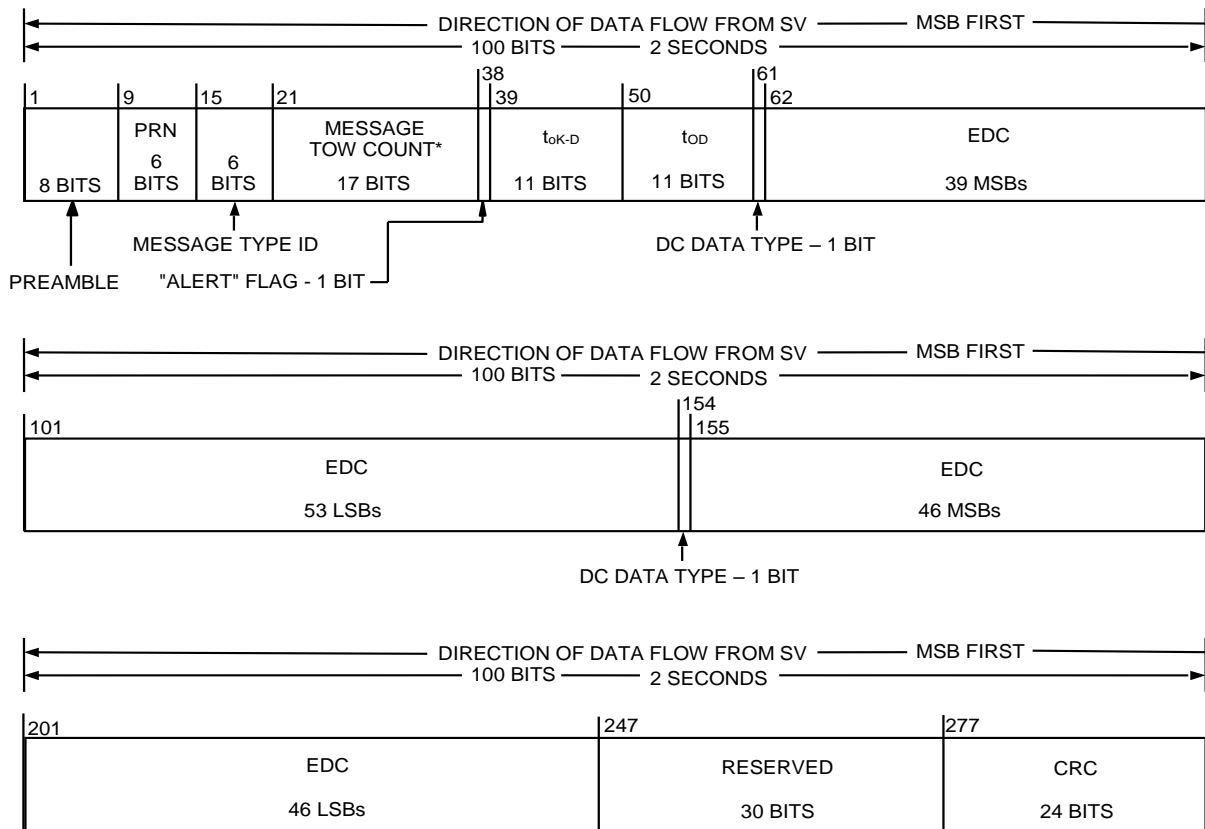 DIRECTION OF DATA FLOW FROM SV MSB FIRST
100 BITS 2 SECONDS
38 61
1 9 15 21 39 50 62
PRN MESSAGE
TOW COUNT* toK-D tOD EDC
8 BITS 6 BITS 6 BITS 17 BITS 11 BITS 11 BITS 39 MSBs
MESSAGE TYPE ID DC DATA TYPE – 1 BIT
PREAMBLE "ALERT" FLAG - 1 BIT
DIRECTION OF DATA FLOW FROM SV MSB FIRST
100 BITS 2 SECONDS
154
101 155
EDC EDC
53 LSBs 46 MSBs
DC DATA TYPE – 1 BIT
DIRECTION OF DATA FLOW FROM SV MSB FIRST
100 BITS 2 SECONDS
201 247 277
EDC RESERVED CRC
46 LSBs 30 BITS 24 BITS